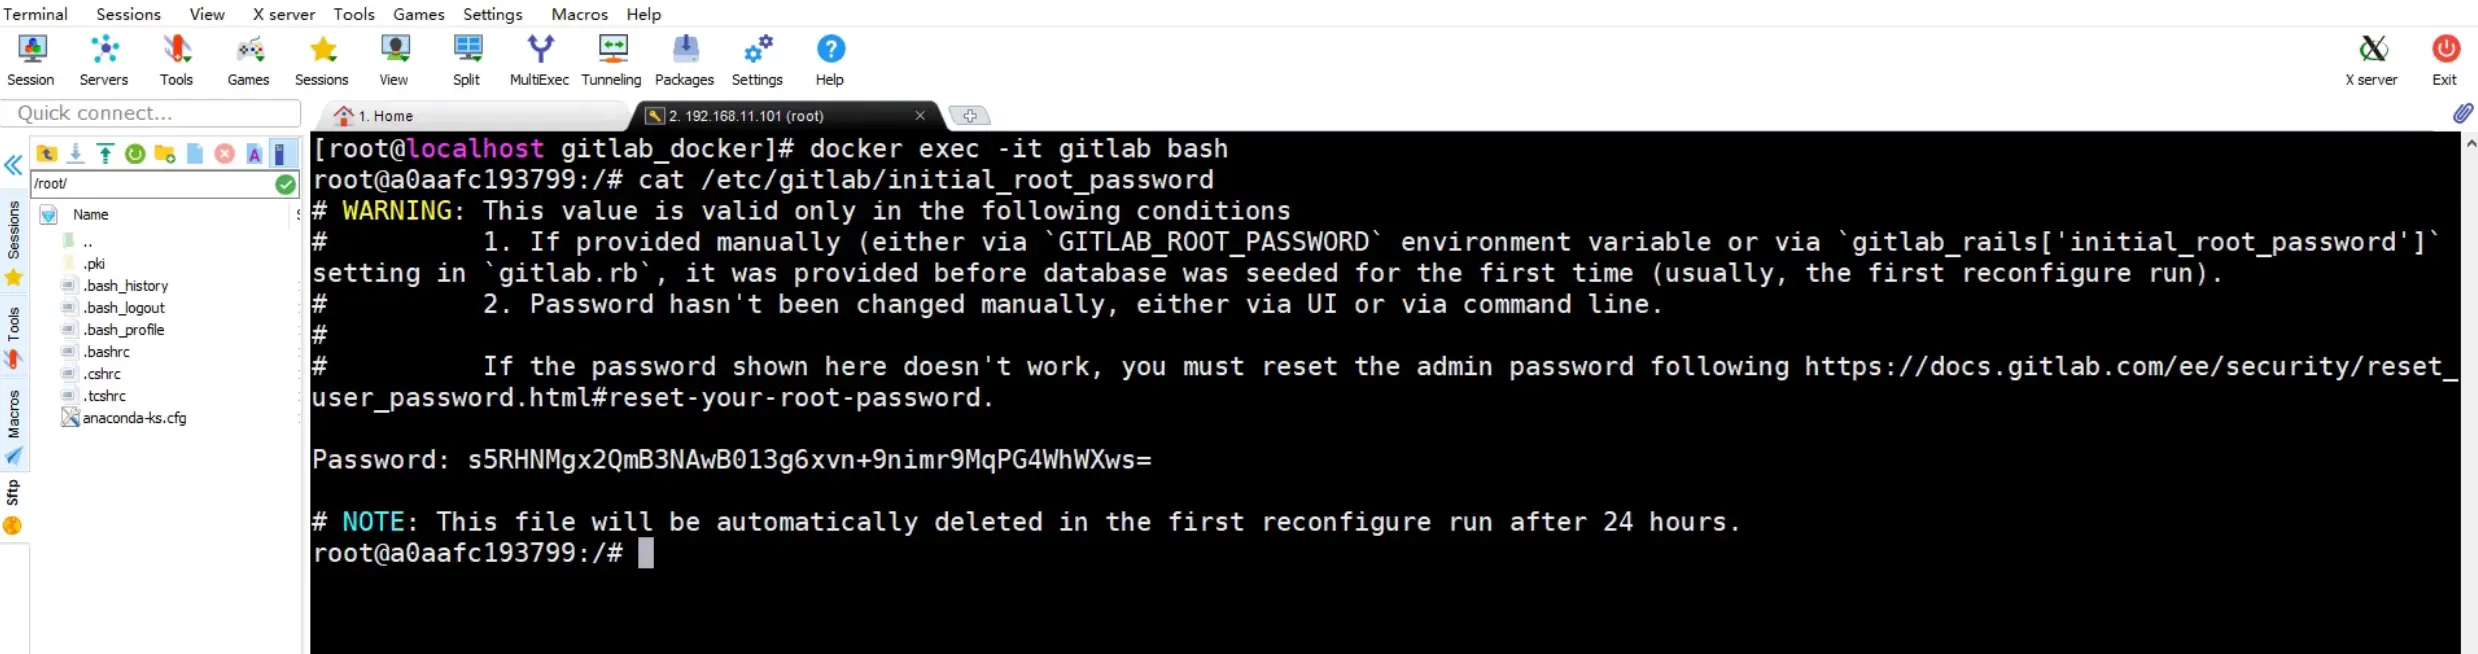 Terminal Sessions View X server Tools Games Settings Macros Help
Session Servers Tools Games Sessions View Split MultiExec Tunneling Packages Settings Help X server Exit
Quick connect...
1. Home
2. 192.168.11.101 (root)
/root/
Name
..
.pki
.bash_history
.bash_logout
.bash_profile
.bashrc
.cshrc
.tcshrc
anaconda-ks.cfg
Sessions
Tools
Macros
Sftp
[root@localhost gitlab_docker]# docker exec -it gitlab bash
root@a0aafc193799:/# cat /etc/gitlab/initial_root_password
# WARNING: This value is valid only in the following conditions
#          1. If provided manually (either via `GITLAB_ROOT_PASSWORD` environment variable or via `gitlab_rails['initial_root_password']`
setting in `gitlab.rb`, it was provided before database was seeded for the first time (usually, the first reconfigure run).
#          2. Password hasn't been changed manually, either via UI or via command line.
#
#          If the password shown here doesn't work, you must reset the admin password following https://docs.gitlab.com/ee/security/reset_
user_password.html#reset-your-root-password.
Password: s5RHNMgx2QmB3NAwB013g6xvn+9nimr9MqPG4WhWXws=
# NOTE: This file will be automatically deleted in the first reconfigure run after 24 hours.
root@a0aafc193799:/#